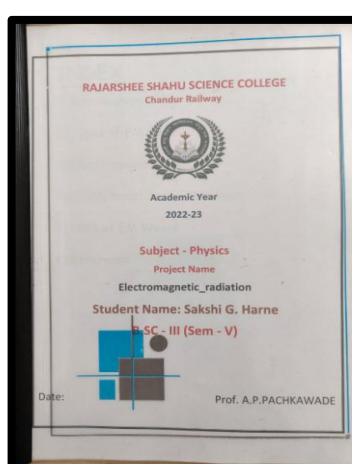 RAJARSHEE SHAHU SCIENCE COLLEGE
Chandur Railway
Academic Year
2022-23
Subject - Physics
Project Name
Electromagnetic_radiation
Student Name: Sakshi G. Harne
B.SC - III (Sem - V)
Date: Prof. A.P.PACHKAWADE